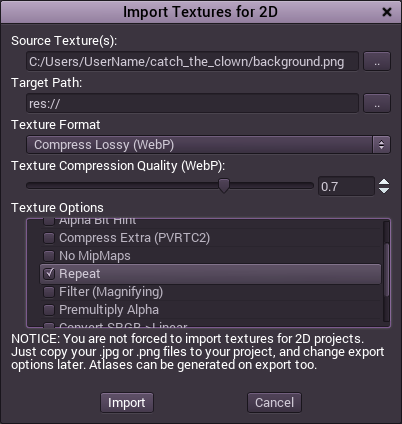 Import Textures for 2D
Source Texture(s):
C:/Users/UserName/catch_the_clown/background.png
..
Target Path:
res://
..
Texture Format
Compress Lossy (WebP)
Texture Compression Quality (WebP):
0.7
Texture Options
Alpha Bit Hint
Compress Extra (PVRTC2)
No MipMaps
Repeat
Filter (Magnifying)
Premultiply Alpha
Convert SRGB->Linear
NOTICE: You are not forced to import textures for 2D projects.
Just copy your .jpg or .png files to your project, and change export
options later. Atlases can be generated on export too.
Import
Cancel